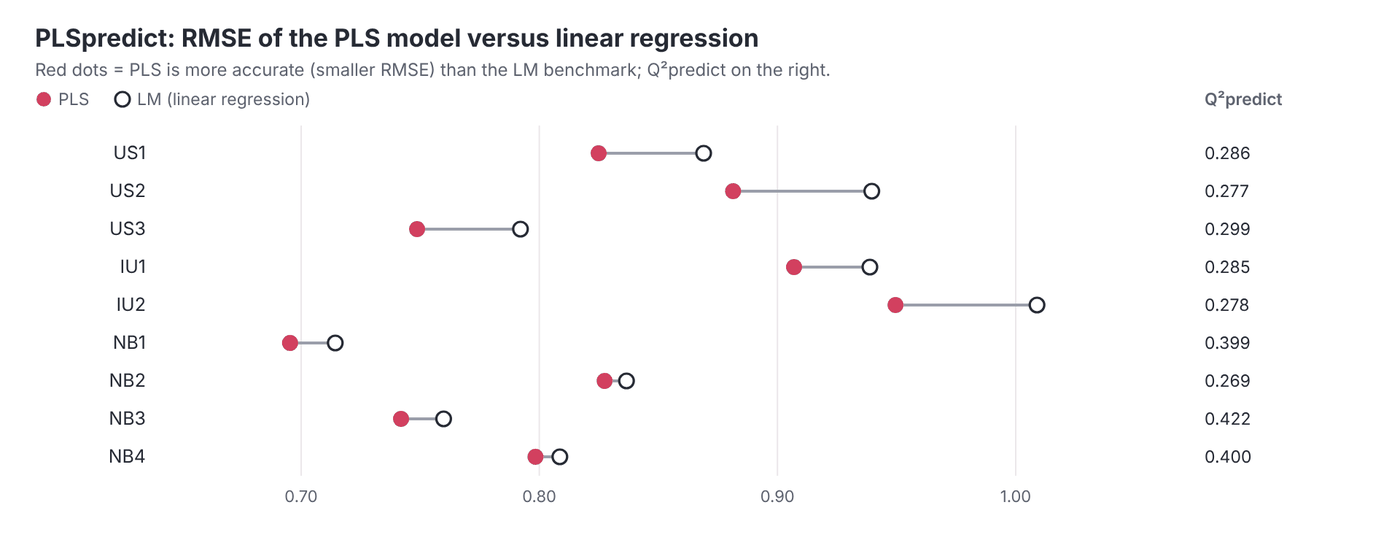 PLSpredict: RMSE of the PLS model versus linear regression
Red dots = PLS is more accurate (smaller RMSE) than the LM benchmark; Q²predict on the right.
PLS LM (linear regression) Q²predict
US1 0.286
US2 0.277
US3 0.299
IU1 0.285
IU2 0.278
NB1 0.399
NB2 0.269
NB3 0.422
NB4 0.400
0.70 0.80 0.90 1.00